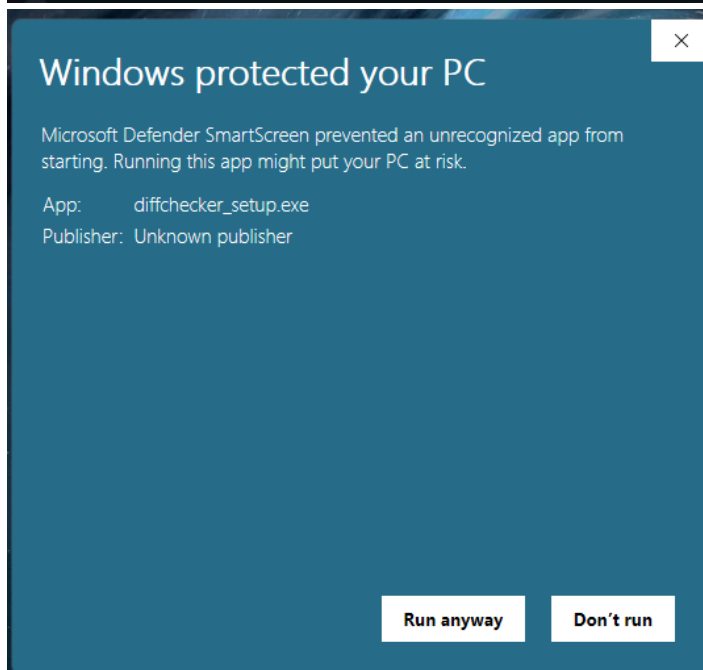 Windows protected your PC
Microsoft Defender SmartScreen prevented an unrecognized app from
starting. Running this app might put your PC at risk.
App: diffchecker_setup.exe
Publisher: Unknown publisher
Run anyway Don’t run